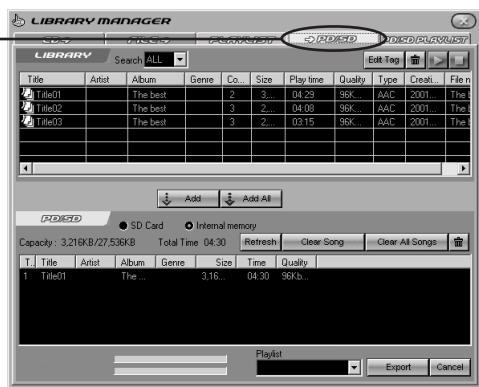 LIBRARY MANAGER
CD→ FILE→ PLAYLIST →PD/SD PD/SD PLAYLIST
LIBRARY Search ALL Edit Tag
Title Artist Album Genre Co... Size Play time Quality Type Creati... File n
Title01 The best 2 3,... 04:29 96K... AAC 2001... The b
Title02 The best 3 2,... 04:08 96K... AAC 2001... The b
Title03 The best 3 2,... 03:15 96K... AAC 2001... The b
Add Add All
PD/SD SD Card Internal memory
Capacity: 3,216KB/27,536KB Total Time 04:30 Refresh Clear Song Clear All Songs
T.. Title Artist Album Genre Size Time Quality
1 Title01 The ... 3,16... 04:30 96Kb...
Playlist
Export Cancel